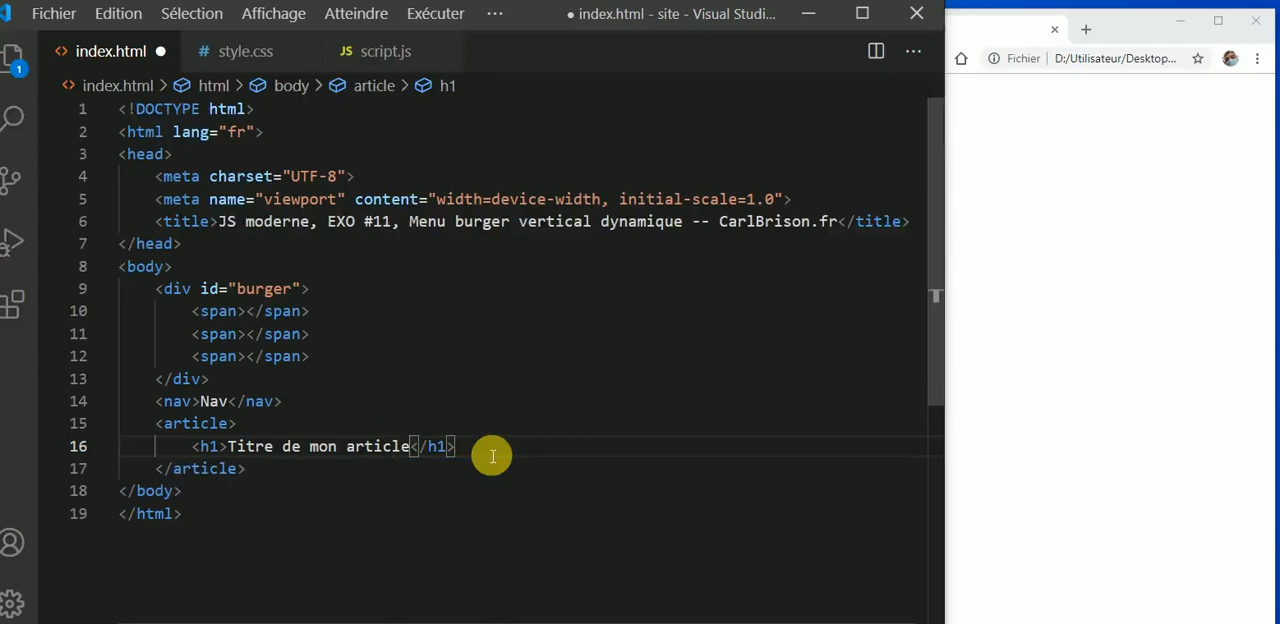 Fichier Edition Sélection Affichage Atteindre Exécuter ··· ● index.html - site - Visual Studi...
index.html ● # style.css JS script.js ···
1
index.html > html > body > article > h1
1 <!DOCTYPE html>
2 <html lang="fr">
3 <head>
4 <meta charset="UTF-8">
5 <meta name="viewport" content="width=device-width, initial-scale=1.0">
6 <title>JS moderne, EXO #11, Menu burger vertical dynamique -- CarlBrison.fr</title>
7 </head>
8 <body>
9 <div id="burger">
10 <span></span>
11 <span></span>
12 <span></span>
13 </div>
14 <nav>Nav</nav>
15 <article>
16 <h1>Titre de mon article</h1>
17 </article>
18 </body>
19 </html>
Fichier D:/Utilisateur/Desktop...